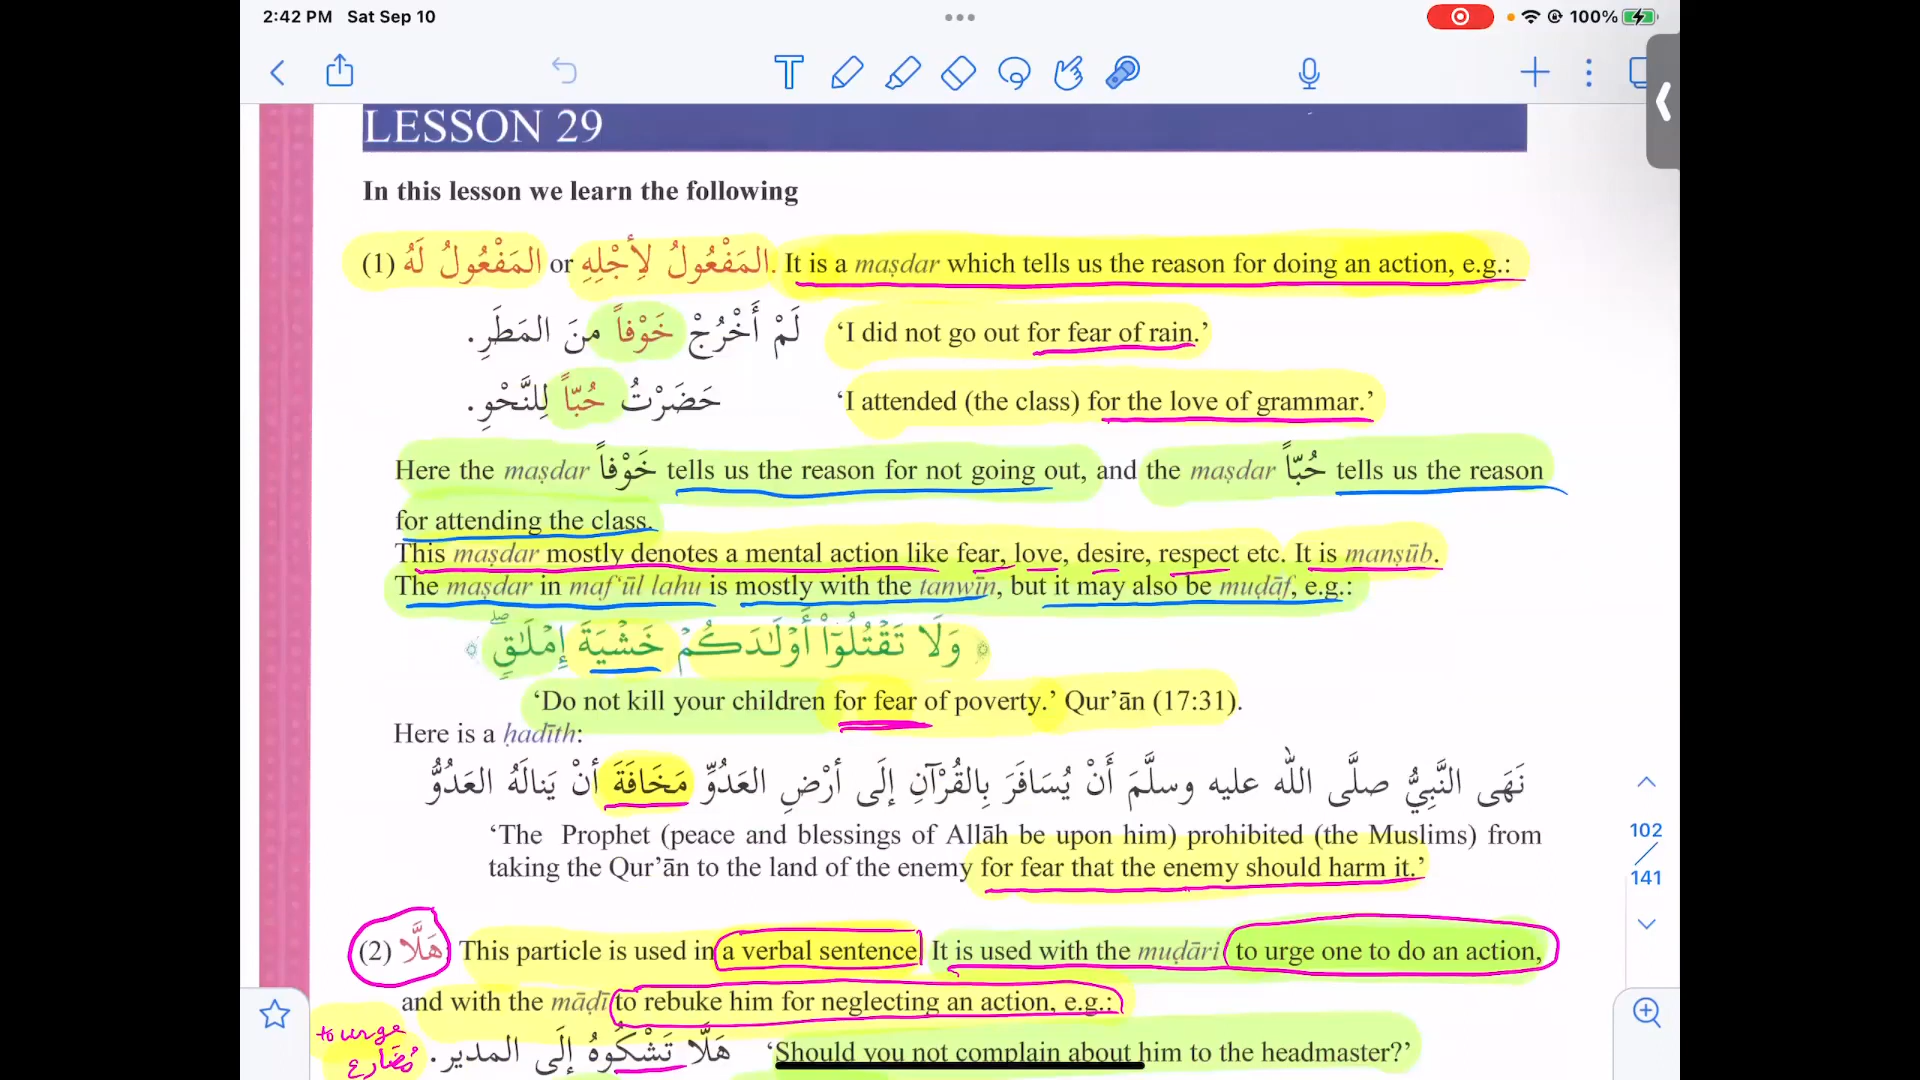 2:42 PM Sat Sep 10
100%
LESSON 29
In this lesson we learn the following
(1) المَفْعُولُ لَهُ or المَفْعُولُ لِأَجْلِهِ. It is a maṣdar which tells us the reason for doing an action, e.g.:
لَمْ أَخْرُجْ خَوْفاً منَ المَطَرِ. ‘I did not go out for fear of rain.’
حَضَرْتُ حُبّاً لِلنَّحْوِ. ‘I attended (the class) for the love of grammar.’
Here the maṣdar خَوْفاً tells us the reason for not going out, and the maṣdar حُبّاً tells us the reason
for attending the class.
This maṣdar mostly denotes a mental action like fear, love, desire, respect etc. It is manṣūb.
The maṣdar in maf‘ūl lahu is mostly with the tanwīn, but it may also be muḍāf, e.g.:
وَلَا تَقْتُلُوٓا۟ أَوْلَـٰدَكُمْ خَشْيَةَ إِمْلَـٰقٍۢ ۖ
‘Do not kill your children for fear of poverty.’ Qur’ān (17:31).
Here is a ḥadīth:
نَهَى النَّبِيُّ صلَّى الله عليه وسلَّمَ أَنْ يُسَافَرَ بِالقُرْآنِ إلَى أرْضِ العَدُوِّ مَخَافَةَ أنْ يَنالَهُ العَدُوُّ
‘The Prophet (peace and blessings of Allāh be upon him) prohibited (the Muslims) from
taking the Qur’ān to the land of the enemy for fear that the enemy should harm it.’
102
141
(2) هَلَّا This particle is used in a verbal sentence. It is used with the muḍāri to urge one to do an action,
and with the māḍī to rebuke him for neglecting an action, e.g.:
to urge
مُضَارع
هَلَّا تَشْكُوهُ إلَى المدير. ‘Should you not complain about him to the headmaster?’